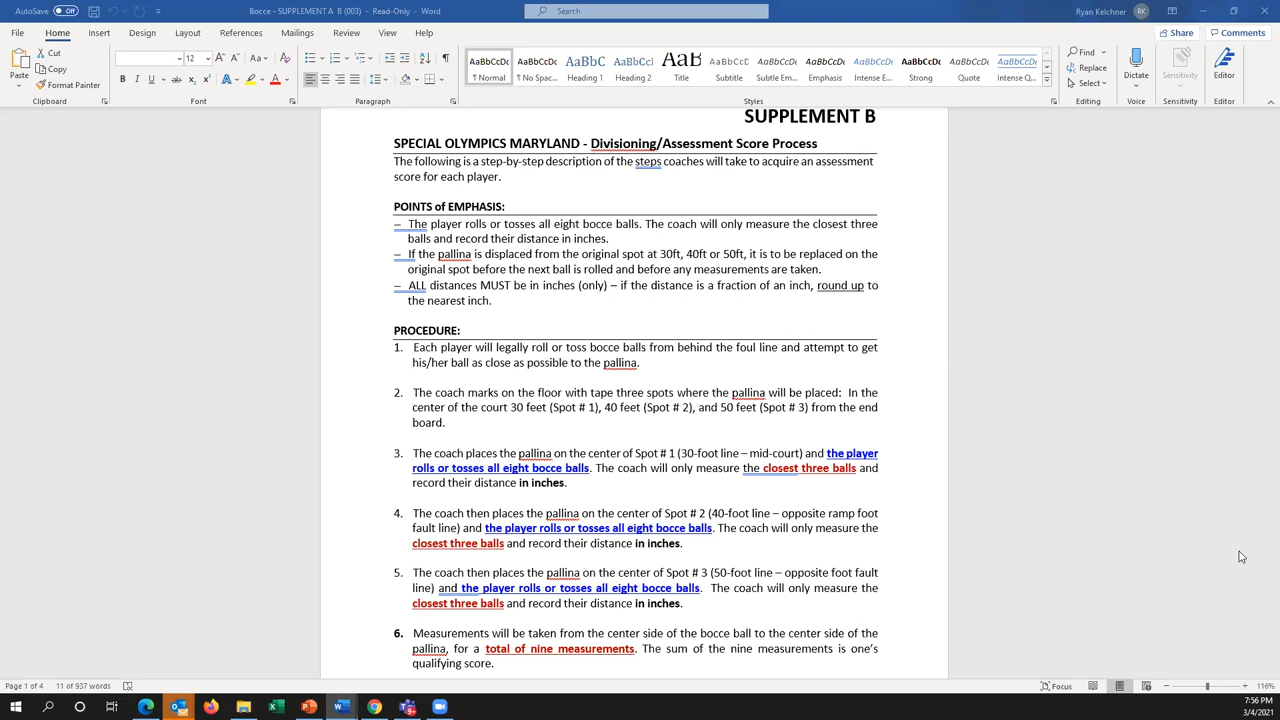 AutoSave Off Bocce - SUPPLEMENT A B (003) - Read-Only - Word Search Ryan Kelchner RK
File Home Insert Design Layout References Mailings Review View Help Share Comments
Cut 12 Find
Copy Replace
Paste Format Painter Select Dictate Sensitivity Editor
AaBbCcDc AaBbCcDc AaBbC AaBbCcC AaB AaBbCcD AaBbCcDc AaBbCcDc AaBbCcDc AaBbCcDc AaBbCcDc AaBbCcDc
¶ Normal ¶ No Spac... Heading 1 Heading 2 Title Subtitle Subtle Em... Emphasis Intense E... Strong Quote Intense Q...
Clipboard Font Paragraph Styles Editing Voice Sensitivity Editor
SUPPLEMENT B
SPECIAL OLYMPICS MARYLAND - Divisioning/Assessment Score Process
The following is a step-by-step description of the steps coaches will take to acquire an assessment
score for each player.
POINTS of EMPHASIS:
– The player rolls or tosses all eight bocce balls. The coach will only measure the closest three
balls and record their distance in inches.
– If the pallina is displaced from the original spot at 30ft, 40ft or 50ft, it is to be replaced on the
original spot before the next ball is rolled and before any measurements are taken.
– ALL distances MUST be in inches (only) – if the distance is a fraction of an inch, round up to
the nearest inch.
PROCEDURE:
1. Each player will legally roll or toss bocce balls from behind the foul line and attempt to get
his/her ball as close as possible to the pallina.
2. The coach marks on the floor with tape three spots where the pallina will be placed: In the
center of the court 30 feet (Spot # 1), 40 feet (Spot # 2), and 50 feet (Spot # 3) from the end
board.
3. The coach places the pallina on the center of Spot # 1 (30-foot line – mid-court) and the player
rolls or tosses all eight bocce balls. The coach will only measure the closest three balls and
record their distance in inches.
4. The coach then places the pallina on the center of Spot # 2 (40-foot line – opposite ramp foot
fault line) and the player rolls or tosses all eight bocce balls. The coach will only measure the
closest three balls and record their distance in inches.
5. The coach then places the pallina on the center of Spot # 3 (50-foot line – opposite foot fault
line) and the player rolls or tosses all eight bocce balls. The coach will only measure the
closest three balls and record their distance in inches.
6. Measurements will be taken from the center side of the bocce ball to the center side of the
pallina, for a total of nine measurements. The sum of the nine measurements is one's
qualifying score.
Page 1 of 4 11 of 937 words Focus 116%
7:56 PM
3/4/2021